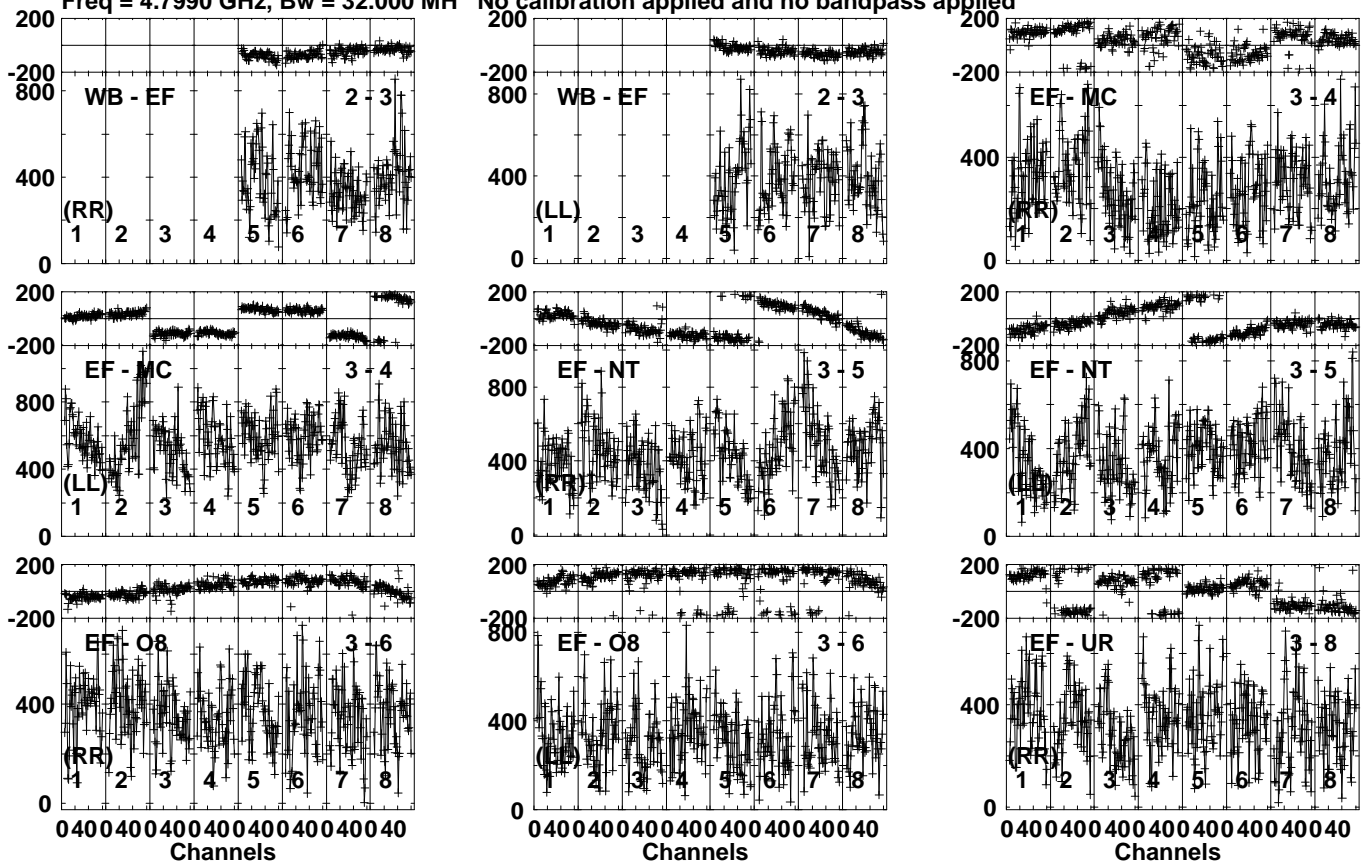 Freq = 4.7990 GHz, Bw = 32.000 MH No calibration applied and no bandpass applied
200
-200
800
400
0
WB - EF 2 - 3
(RR)
1 2 3 4 5 6 7 8
200
-200
800
400
0
WB - EF 2 - 3
(LL)
1 2 3 4 5 6 7 8
200
-200
400
0
EF - MC 3 - 4
(RR)
1 2 3 4 5 6 7 8
200
-200
800
400
0
EF - MC 3 - 4
(LL)
1 2 3 4 5 6 7 8
200
-200
800
400
0
EF - NT 3 - 5
(RR)
1 2 3 4 5 6 7 8
200
-200
800
400
0
EF - NT 3 - 5
(LL)
1 2 3 4 5 6 7 8
200
-200
400
0
EF - O8 3 - 6
(RR)
1 2 3 4 5 6 7 8
200
-200
800
400
0
EF - O8 3 - 6
(LL)
1 2 3 4 5 6 7 8
200
-200
400
0
EF - UR 3 - 8
(RR)
1 2 3 4 5 6 7 8
0 40 0 40 0 40 0 40 0 40 0 40 0 40 0 40
Channels
0 40 0 40 0 40 0 40 0 40 0 40 0 40 0 40
Channels
0 40 0 40 0 40 0 40 0 40 0 40 0 40 0 40
Channels